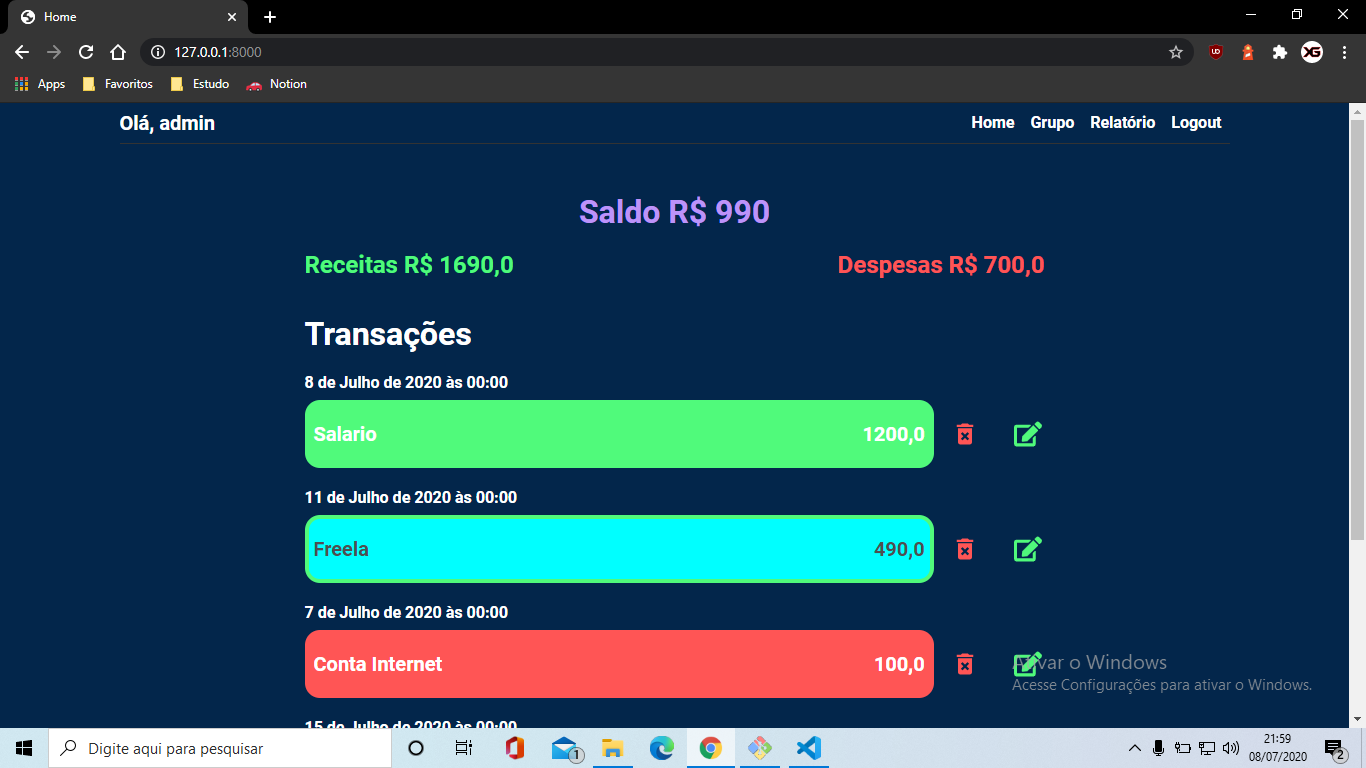 Home
127.0.0.1:8000
Apps Favoritos Estudo Notion
Olá, admin Home Grupo Relatório Logout
Saldo R$ 990
Receitas R$ 1690,0 Despesas R$ 700,0
Transações
8 de Julho de 2020 às 00:00
Salario 1200,0
11 de Julho de 2020 às 00:00
Freela 490,0
7 de Julho de 2020 às 00:00
Conta Internet 100,0
Ativar o Windows
Acesse Configurações para ativar o Windows.
15 de Julho de 2020 às 00:00
Digite aqui para pesquisar
1
21:59
08/07/2020
2